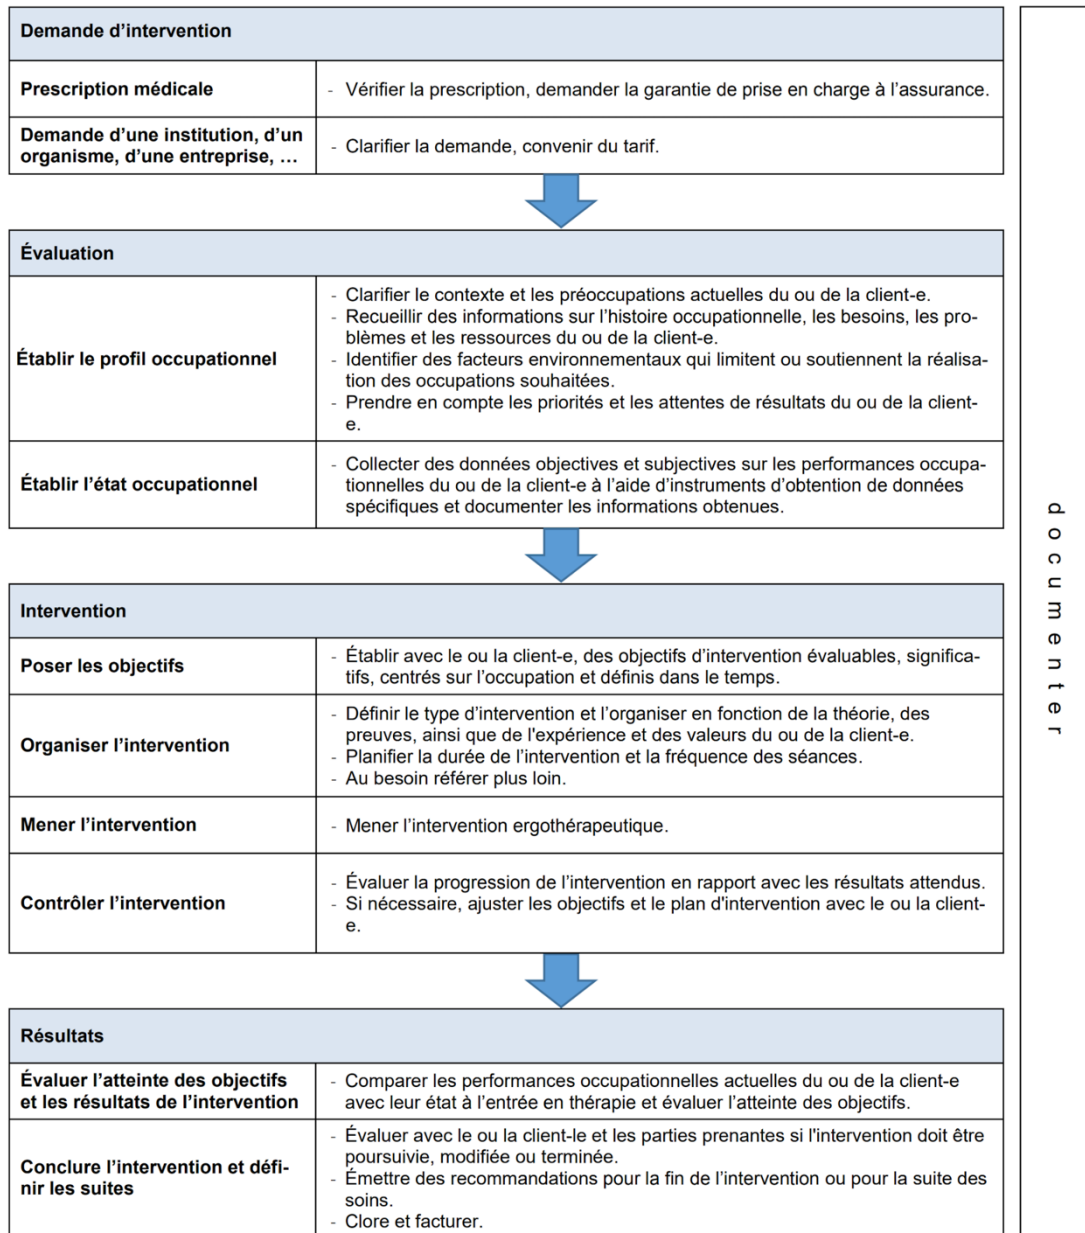 Demande d’intervention
Prescription médicale
- Vérifier la prescription, demander la garantie de prise en charge à l’assurance.
Demande d’une institution, d’un
organisme, d’une entreprise, …
- Clarifier la demande, convenir du tarif.
Évaluation
Établir le profil occupationnel
- Clarifier le contexte et les préoccupations actuelles du ou de la client-e.
- Recueillir des informations sur l’histoire occupationnelle, les besoins, les pro-
blèmes et les ressources du ou de la client-e.
- Identifier des facteurs environnementaux qui limitent ou soutiennent la réalisa-
tion des occupations souhaitées.
- Prendre en compte les priorités et les attentes de résultats du ou de la client-
e.
Établir l’état occupationnel
- Collecter des données objectives et subjectives sur les performances occupa-
tionnelles du ou de la client-e à l’aide d’instruments d’obtention de données
spécifiques et documenter les informations obtenues.
Intervention
Poser les objectifs
- Établir avec le ou la client-e, des objectifs d’intervention évaluables, significa-
tifs, centrés sur l’occupation et définis dans le temps.
Organiser l’intervention
- Définir le type d’intervention et l’organiser en fonction de la théorie, des
preuves, ainsi que de l'expérience et des valeurs du ou de la client-e.
- Planifier la durée de l’intervention et la fréquence des séances.
- Au besoin référer plus loin.
Mener l’intervention
- Mener l’intervention ergothérapeutique.
Contrôler l’intervention
- Évaluer la progression de l’intervention en rapport avec les résultats attendus.
- Si nécessaire, ajuster les objectifs et le plan d'intervention avec le ou la client-
e.
Résultats
Évaluer l’atteinte des objectifs
et les résultats de l’intervention
- Comparer les performances occupationnelles actuelles du ou de la client-e
avec leur état à l’entrée en thérapie et évaluer l’atteinte des objectifs.
Conclure l’intervention et défi-
nir les suites
- Évaluer avec le ou la client-le et les parties prenantes si l'intervention doit être
poursuivie, modifiée ou terminée.
- Émettre des recommandations pour la fin de l’intervention ou pour la suite des
soins.
- Clore et facturer.
documenter